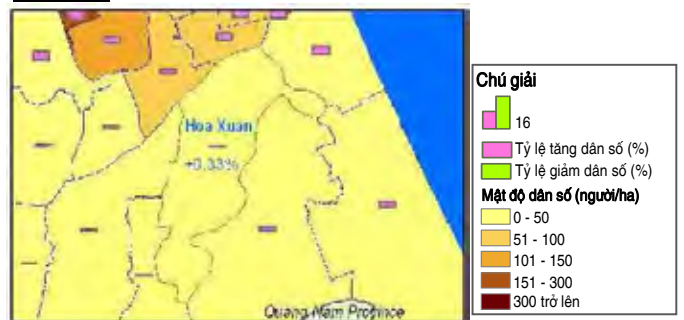 Hoa Xuan
+0.33%
Quang Nam Province
Chú giải
16
Tỷ lệ tăng dân số (%)
Tỷ lệ giảm dân số (%)
Mật độ dân số (người/ha)
0 - 50
51 - 100
101 - 150
151 - 300
300 trở lên